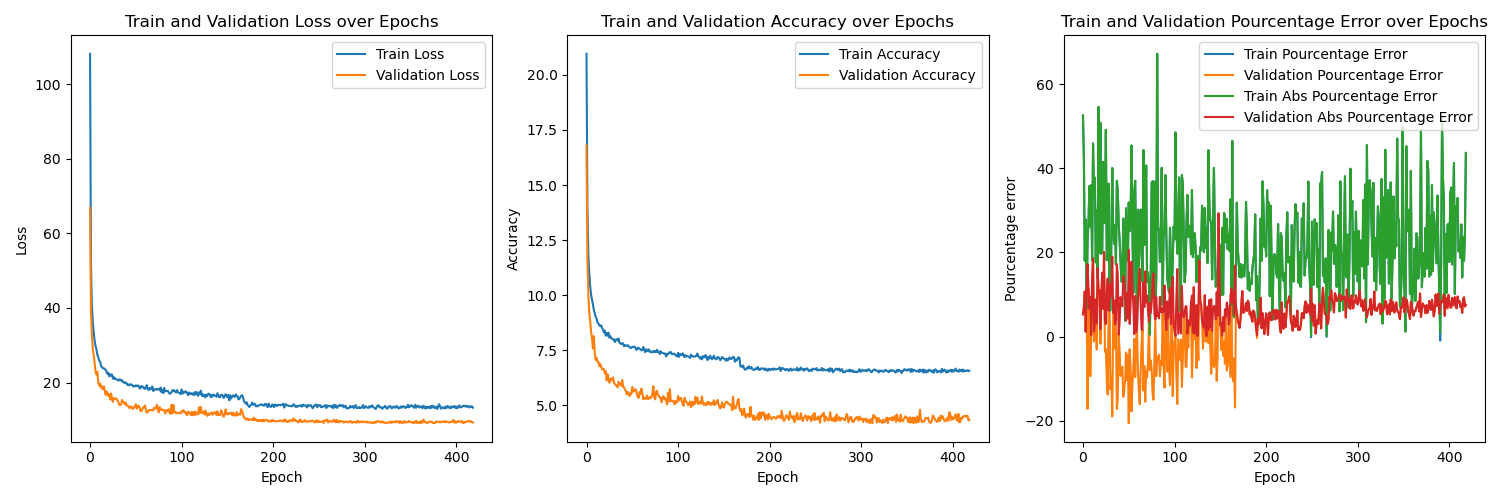 Train and Validation Loss over Epochs
Loss
100
80
60
40
20
0
100
200
300
400
Epoch
Train Loss
Validation Loss
Train and Validation Accuracy over Epochs
Accuracy
20.0
17.5
15.0
12.5
10.0
7.5
5.0
0
100
200
300
400
Epoch
Train Accuracy
Validation Accuracy
Train and Validation Pourcentage Error over Epochs
Pourcentage error
60
40
20
0
−20
0
100
200
300
400
Epoch
Train Pourcentage Error
Validation Pourcentage Error
Train Abs Pourcentage Error
Validation Abs Pourcentage Error